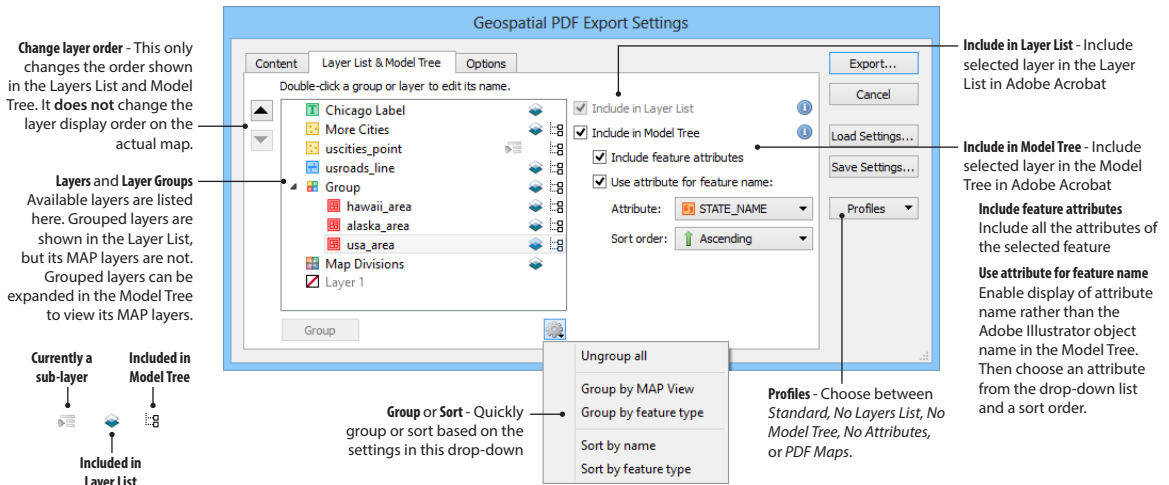 Geospatial PDF Export Settings
Change layer order - This only
changes the order shown
in the Layers List and Model
Tree. It does not change the
layer display order on the
actual map.
Layers and Layer Groups
Available layers are listed
here. Grouped layers are
shown in the Layer List,
but its MAP layers are not.
Grouped layers can be
expanded in the Model Tree
to view its MAP layers.
Currently a
sub-layer
Included in
Model Tree
Included in
Layer List
Content
Layer List & Model Tree
Options
Double-click a group or layer to edit its name.
T Chicago Label
More Cities
uscities_point
usroads_line
Group
hawaii_area
alaska_area
usa_area
Map Divisions
Layer 1
Group
Include in Layer List
Include in Model Tree
Include feature attributes
Use attribute for feature name:
Attribute: STATE_NAME
Sort order: Ascending
Export...
Cancel
Load Settings...
Save Settings...
Profiles
Ungroup all
Group by MAP View
Group by feature type
Sort by name
Sort by feature type
Group or Sort - Quickly
group or sort based on the
settings in this drop-down
Profiles - Choose between
Standard, No Layers List, No
Model Tree, No Attributes,
or PDF Maps.
Include in Layer List - Include
selected layer in the Layer
List in Adobe Acrobat
Include in Model Tree - Include
selected layer in the Model
Tree in Adobe Acrobat
Include feature attributes
Include all the attributes of
the selected feature
Use attribute for feature name
Enable display of attribute
name rather than the
Adobe Illustrator object
name in the Model Tree.
Then choose an attribute
from the drop-down list
and a sort order.